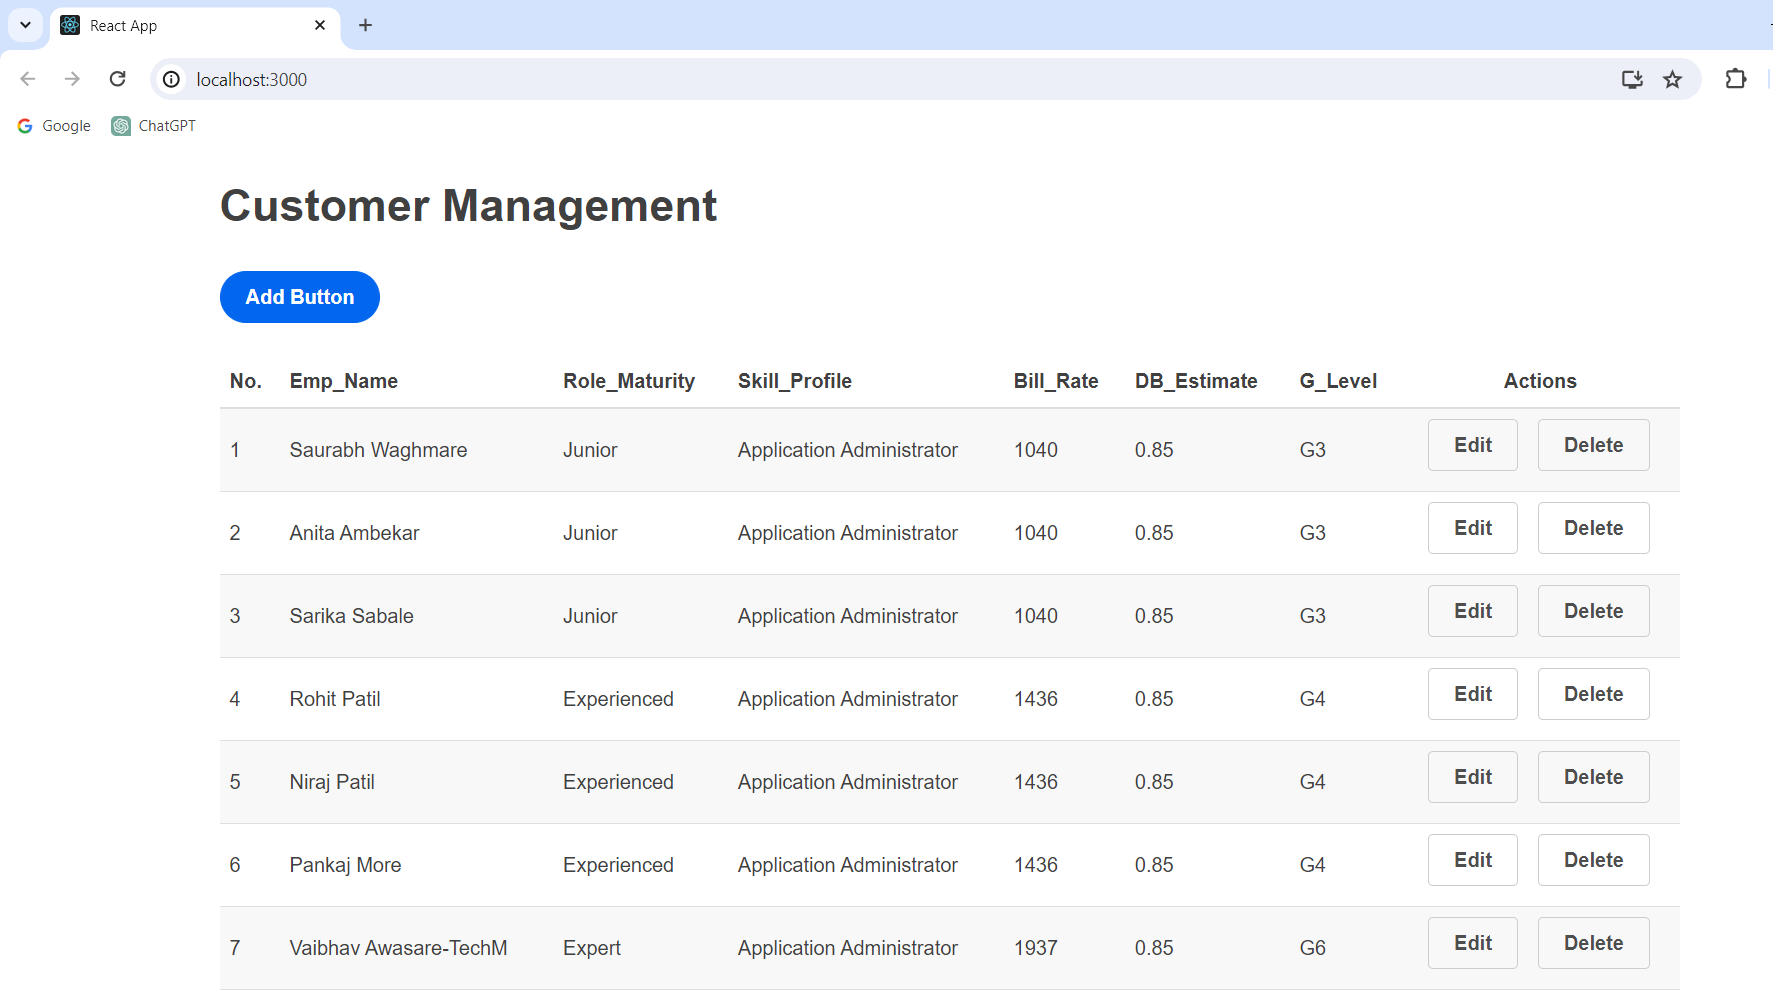 React App
localhost:3000
Google ChatGPT
Customer Management
Add Button
No. Emp_Name Role_Maturity Skill_Profile Bill_Rate DB_Estimate G_Level Actions
1 Saurabh Waghmare Junior Application Administrator 1040 0.85 G3 Edit Delete
2 Anita Ambekar Junior Application Administrator 1040 0.85 G3 Edit Delete
3 Sarika Sabale Junior Application Administrator 1040 0.85 G3 Edit Delete
4 Rohit Patil Experienced Application Administrator 1436 0.85 G4 Edit Delete
5 Niraj Patil Experienced Application Administrator 1436 0.85 G4 Edit Delete
6 Pankaj More Experienced Application Administrator 1436 0.85 G4 Edit Delete
7 Vaibhav Awasare-TechM Expert Application Administrator 1937 0.85 G6 Edit Delete